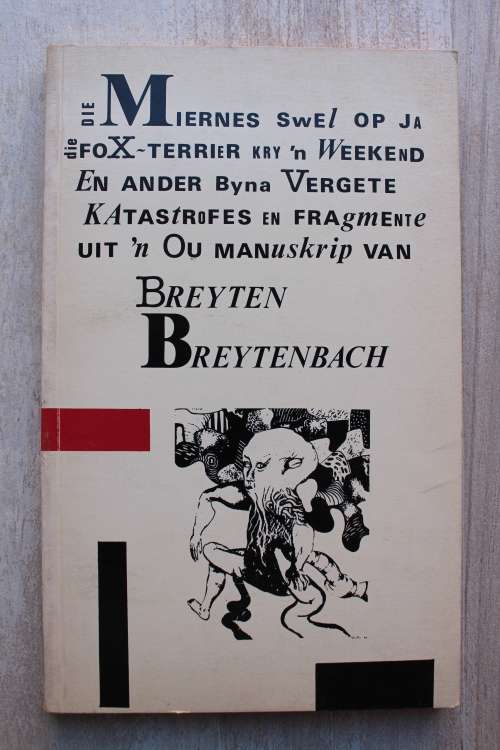 DIE MIERNES SWEl OP JA
die FOX-TERRIER KRY 'n WEEKEND
EN ANDER Byna VERGETE
KAtastROFES EN FRAgmENTe
UIT 'n OU MANuskrip VAN
BREYTEN
BREYTENBACH